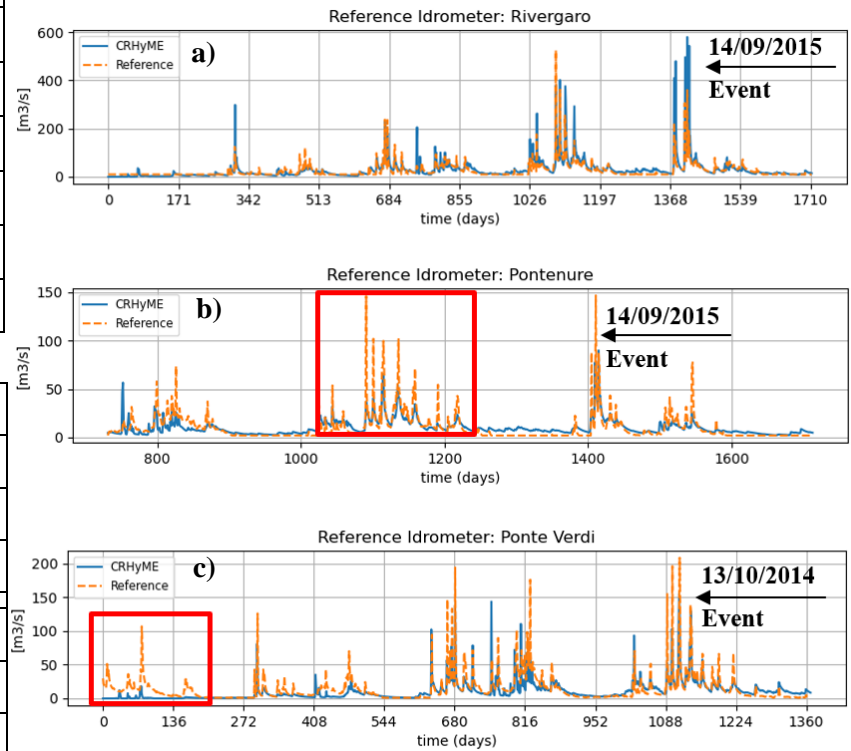 Reference Idrometer: Rivergaro
600
400
200
0
[m3/s]
CRHyME
Reference
a)
14/09/2015
Event
0 171 342 513 684 855 1026 1197 1368 1539 1710
time (days)
Reference Idrometer: Pontenure
150
100
50
0
[m3/s]
CRHyME
Reference
b)
14/09/2015
Event
800 1000 1200 1400 1600
time (days)
Reference Idrometer: Ponte Verdi
200
150
100
50
0
[m3/s]
CRHyME
Reference
c)
13/10/2014
Event
0 136 272 408 544 680 816 952 1088 1224 1360
time (days)